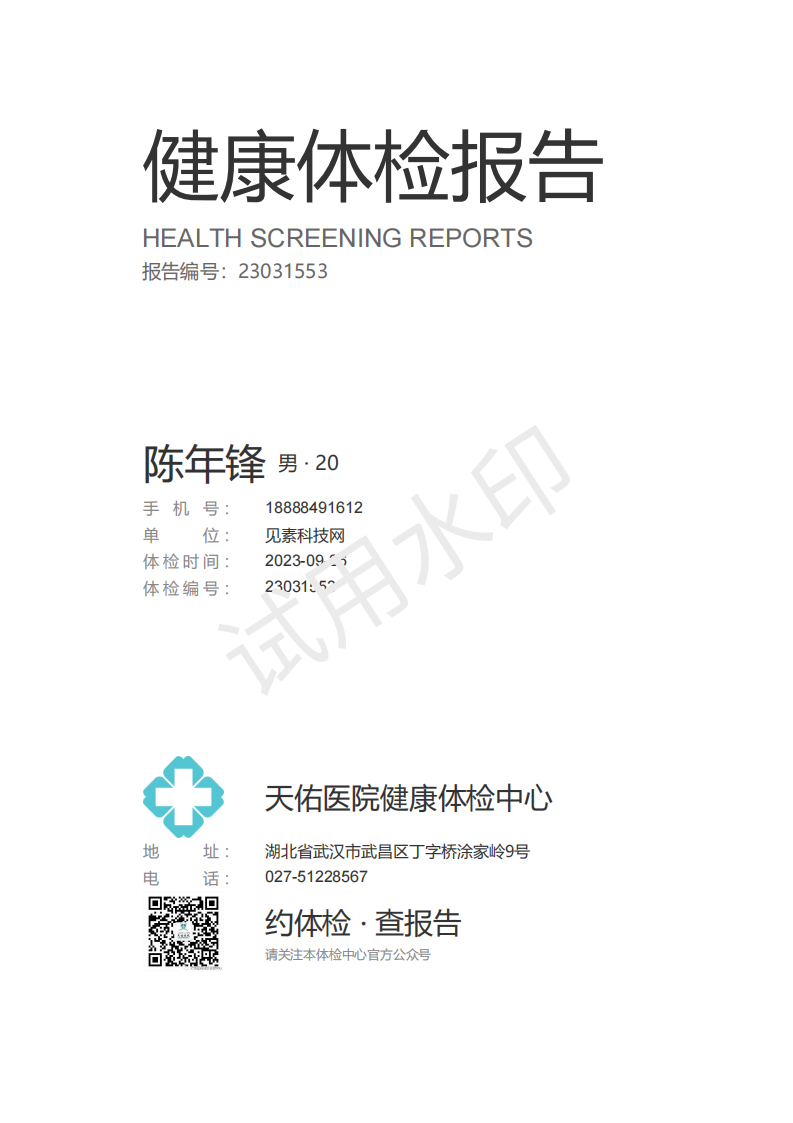 健康体检报告
HEALTH SCREENING REPORTS
报告编号：23031553
陈年锋 男 · 20
手机号： 18888491612
单位： 见素科技网
体检时间： 2023-09-
体检编号： 2303155
试用水印
天佑医院健康体检中心
地址： 湖北省武汉市武昌区丁字桥涂家岭9号
电话： 027-51228567
约体检 · 查报告
请关注本体检中心官方公众号